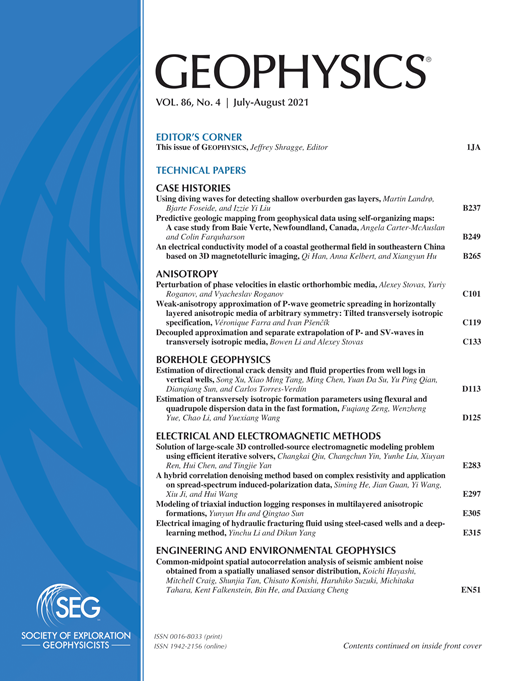 GEOPHYSICS®
VOL. 86, No. 4 | July-August 2021
EDITOR'S CORNER
This issue of GEOPHYSICS, Jeffrey Shragge, Editor 1JA
TECHNICAL PAPERS
CASE HISTORIES
Using diving waves for detecting shallow overburden gas layers, Martin Landrø,
Bjarte Foseide, and Izzie Yi Liu B237
Predictive geologic mapping from geophysical data using self-organizing maps:
A case study from Baie Verte, Newfoundland, Canada, Angela Carter-McAuslan
and Colin Farquharson B249
An electrical conductivity model of a coastal geothermal field in southeastern China
based on 3D magnetotelluric imaging, Qi Han, Anna Kelbert, and Xiangyun Hu B265
ANISOTROPY
Perturbation of phase velocities in elastic orthorhombic media, Alexey Stovas, Yuriy
Roganov, and Vyacheslav Roganov C101
Weak-anisotropy approximation of P-wave geometric spreading in horizontally
layered anisotropic media of arbitrary symmetry: Tilted transversely isotropic
specification, Véronique Farra and Ivan Pšenčík C119
Decoupled approximation and separate extrapolation of P- and SV-waves in
transversely isotropic media, Bowen Li and Alexey Stovas C133
BOREHOLE GEOPHYSICS
Estimation of directional crack density and fluid properties from well logs in
vertical wells, Song Xu, Xiao Ming Tang, Ming Chen, Yuan Da Su, Yu Ping Qian,
Dianqiang Sun, and Carlos Torres-Verdín D113
Estimation of transversely isotropic formation parameters using flexural and
quadrupole dispersion data in the fast formation, Fuqiang Zeng, Wenzheng
Yue, Chao Li, and Yuexiang Wang D125
ELECTRICAL AND ELECTROMAGNETIC METHODS
Solution of large-scale 3D controlled-source electromagnetic modeling problem
using efficient iterative solvers, Changkai Qiu, Changchun Yin, Yunhe Liu, Xiuyan
Ren, Hui Chen, and Tingjie Yan E283
A hybrid correlation denoising method based on complex resistivity and application
on spread-spectrum induced-polarization data, Siming He, Jian Guan, Yi Wang,
Xiu Ji, and Hui Wang E297
Modeling of triaxial induction logging responses in multilayered anisotropic
formations, Yunyun Hu and Qingtao Sun E305
Electrical imaging of hydraulic fracturing fluid using steel-cased wells and a deep-
learning method, Yinchu Li and Dikun Yang E315
ENGINEERING AND ENVIRONMENTAL GEOPHYSICS
Common-midpoint spatial autocorrelation analysis of seismic ambient noise
obtained from a spatially unaliased sensor distribution, Koichi Hayashi,
Mitchell Craig, Shunjia Tan, Chisato Konishi, Haruhiko Suzuki, Michitaka
Tahara, Kent Falenstein, Bin He, and Daxiang Cheng EN51
SEG
SOCIETY OF EXPLORATION
GEOPHYSICISTS
ISSN 0016-8033 (print)
ISSN 1942-2156 (online)
Contents continued on inside front cover